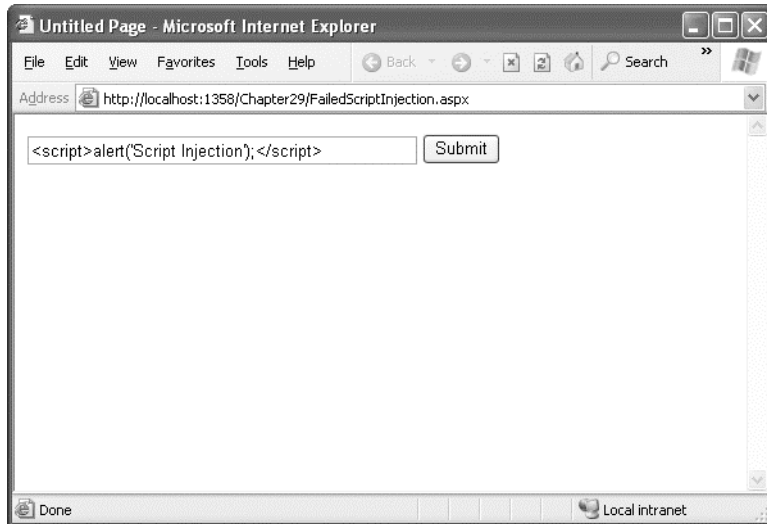 Untitled Page - Microsoft Internet Explorer
File Edit View Favorites Tools Help Back Search »
Address http://localhost:1358/Chapter29/FailedScriptInjection.aspx
<script>alert('Script Injection');</script> Submit
Done Local intranet